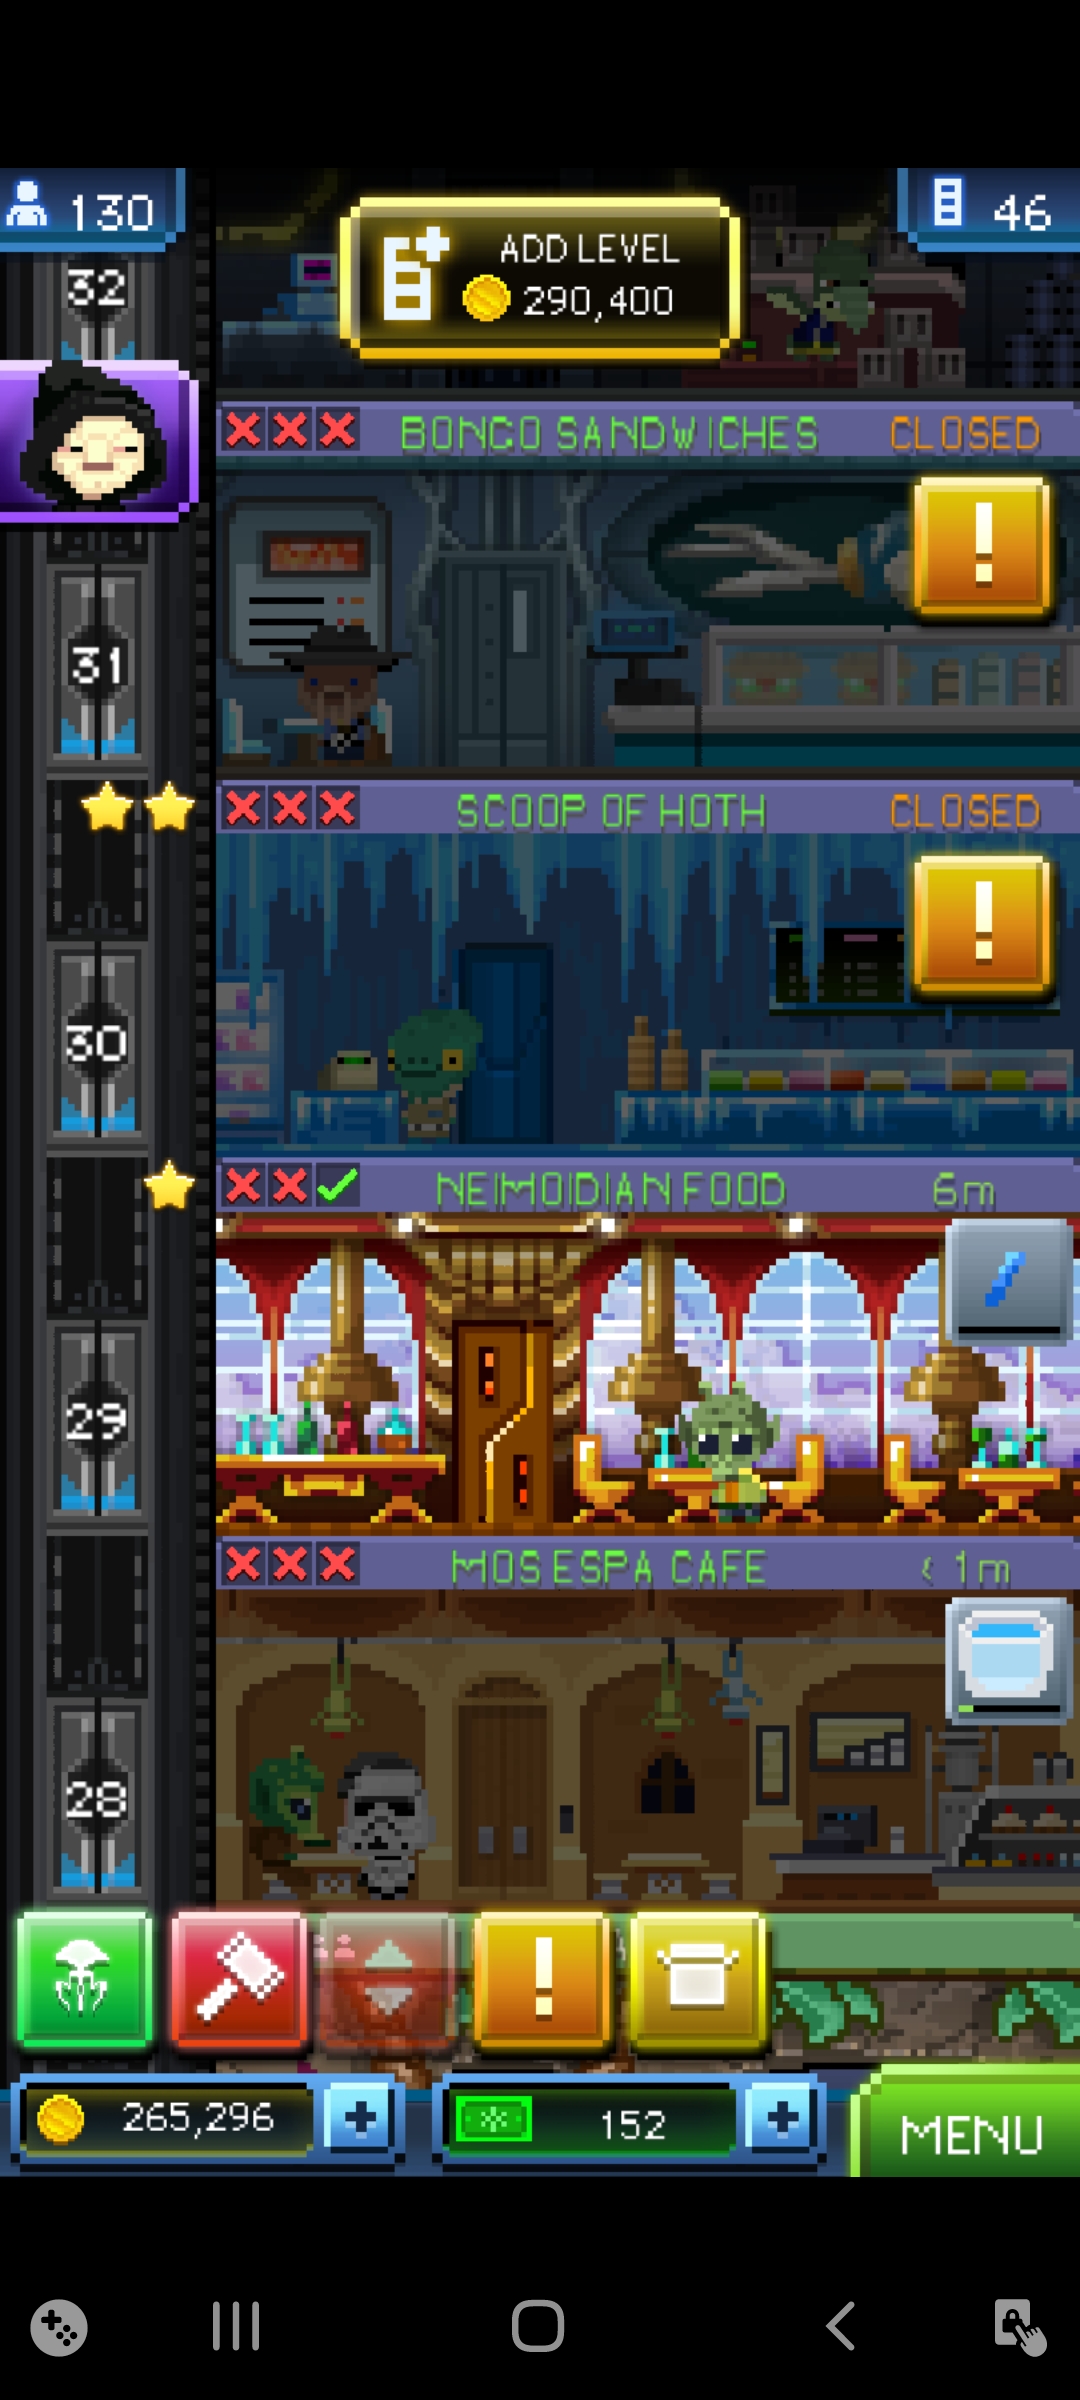 130
ADD LEVEL
290,400
46
32
BONGO SANDWICHES
CLOSED
31
SCOOP OF HOTH
CLOSED
30
NEIMOIDIAN FOOD
6m
29
MOS ESPA CAFE
< 1m
28
265,296
152
MENU